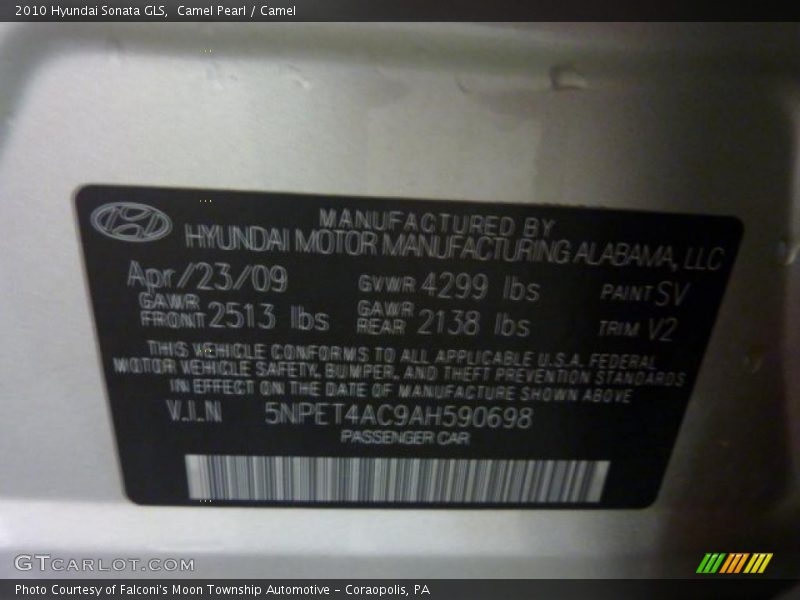 2010 Hyundai Sonata GLS,  Camel Pearl / Camel
MANUFACTURED BY
HYUNDAI MOTOR MANUFACTURING ALABAMA, LLC
Apr/23/09 GVWR 4299 lbs PAINT SV
GAWR FRONT 2513 lbs GAWR REAR 2138 lbs TRIM V2
THIS VEHICLE CONFORMS TO ALL APPLICABLE U.S.A. FEDERAL
MOTOR VEHICLE SAFETY, BUMPER, AND THEFT PREVENTION STANDARDS
IN EFFECT ON THE DATE OF MANUFACTURE SHOWN ABOVE
V.I.N 5NPET4AC9AH590698
PASSENGER CAR
GTCARLOT.COM
Photo Courtesy of Falconi's Moon Township Automotive – Coraopolis, PA